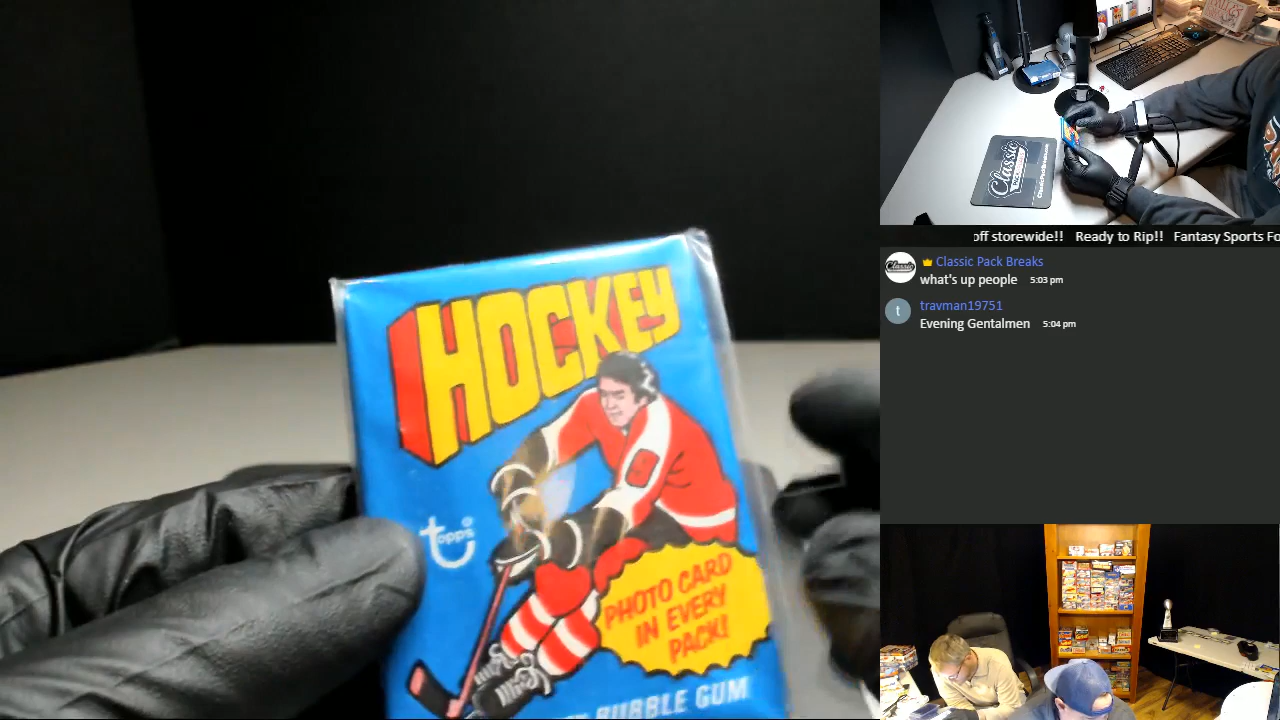 HOCKEY
topps
PHOTO CARD
IN EVERY
PACK!
BUBBLE GUM
Classic
off storewide!! Ready to Rip!! Fantasy Sports Fo
Classic Pack Breaks
what's up people 5:03 pm
t travman19751
Evening Gentalmen 5:04 pm